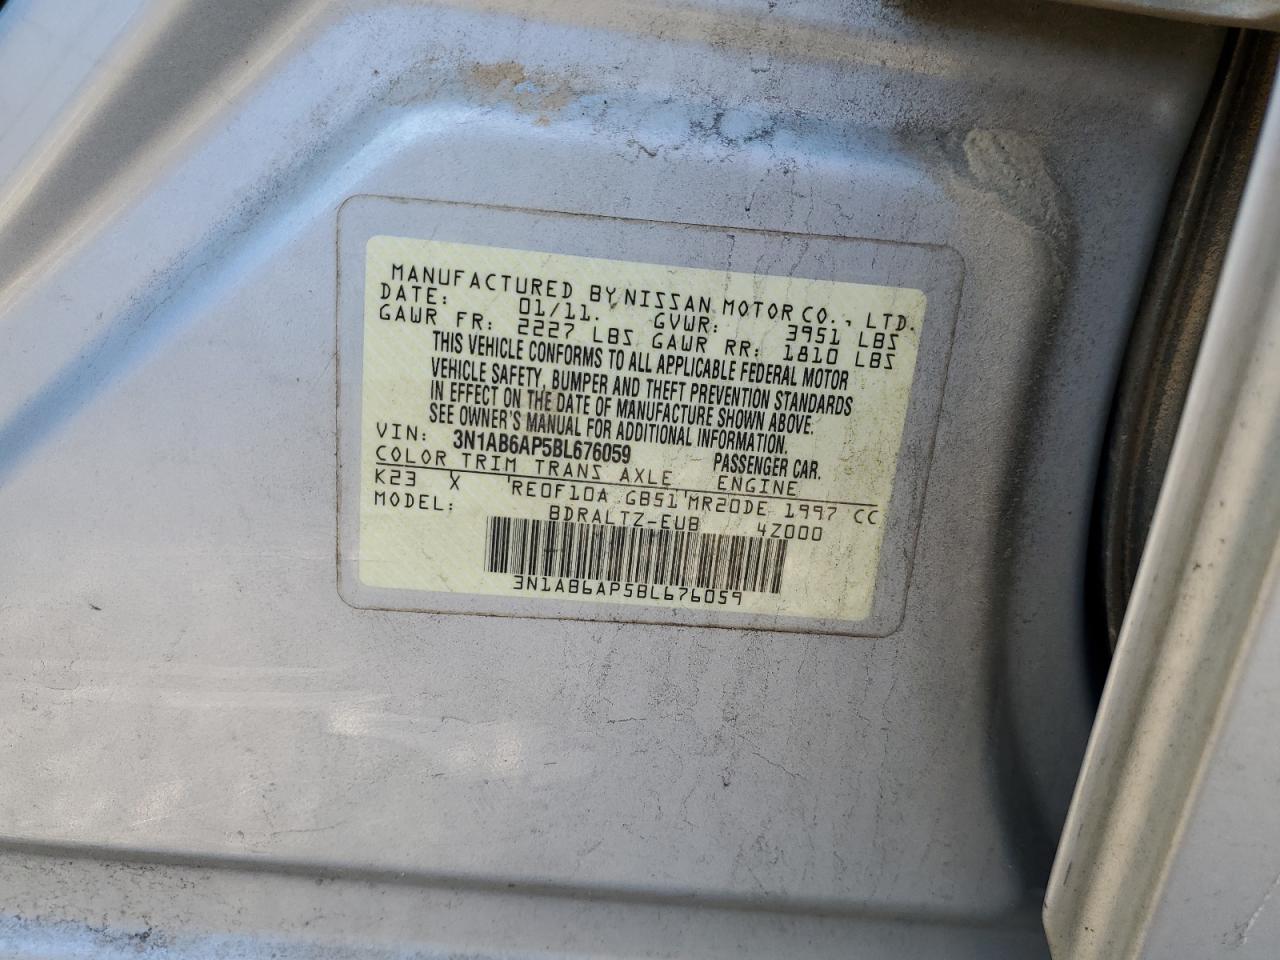 MANUFACTURED BY NISSAN MOTOR CO., LTD.
DATE: 01/11. GVWR: 3951 LBS
GAWR FR: 2227 LBS GAWR RR: 1810 LBS
THIS VEHICLE CONFORMS TO ALL APPLICABLE FEDERAL MOTOR
VEHICLE SAFETY, BUMPER AND THEFT PREVENTION STANDARDS
IN EFFECT ON THE DATE OF MANUFACTURE SHOWN ABOVE.
SEE OWNER'S MANUAL FOR ADDITIONAL INFORMATION.
VIN: 3N1AB6AP5BL676059 PASSENGER CAR.
COLOR TRIM TRANS AXLE ENGINE
K23 X RE0F10A GB51 MR20DE 1997 CC
MODEL: BDRALTZ-EUB 4Z000
3N1AB6AP5BL676059